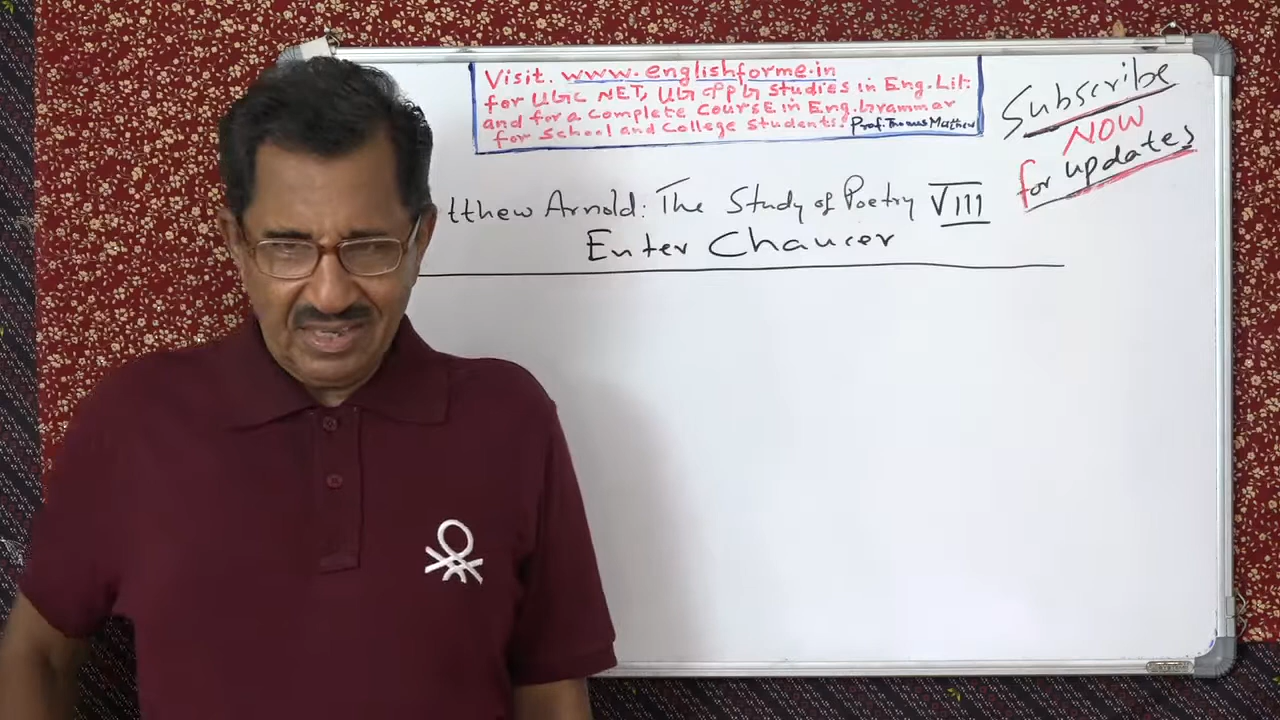 Visit. www.englishforme.in
for UGC NET, UG & PG studies in Eng. Lit:
and for a complete course in Eng. Grammar
for School and College students. Prof. Thomas Mathew
Subscribe
NOW
for updates
tthew Arnold: The Study of Poetry VIII
Enter Chaucer